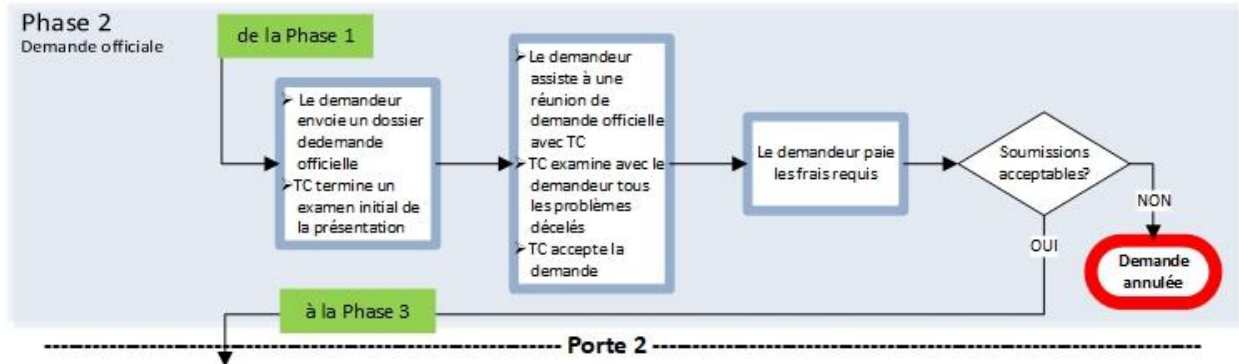 Phase 2
Demande officielle
de la Phase 1
➢ Le demandeur
envoie un dossier
dedemande
officielle
➢TC termine un
examen initial de
la présentation
➢Le demandeur
assiste à une
réunion de
demande officielle
avec TC
➢TC examine avec le
demandeur tous
les problèmes
décelés
➢TC accepte la
demande
Le demandeur paie
les frais requis
Soumissions
acceptables?
NON
OUI
Demande
annulée
à la Phase 3
Porte 2